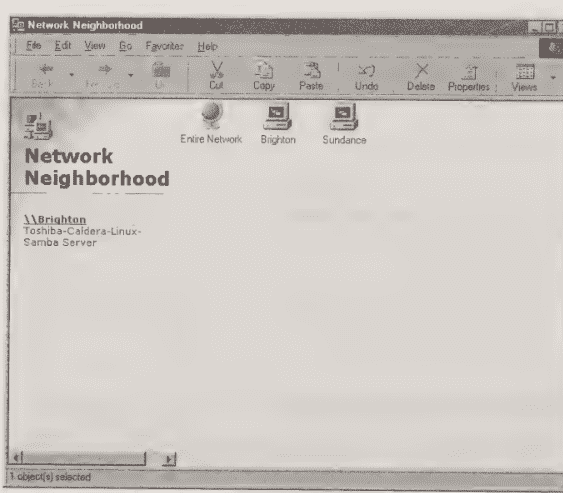 Network Neighborhood
File Edit View Go Favorites Help
Back Forward Up Cut Copy Paste Undo Delete Properties Views
Entire Network Brighton Sundance
Network
Neighborhood
\\Brighton
Toshiba-Caldera-Linux-
Samba Server
1 object(s) selected